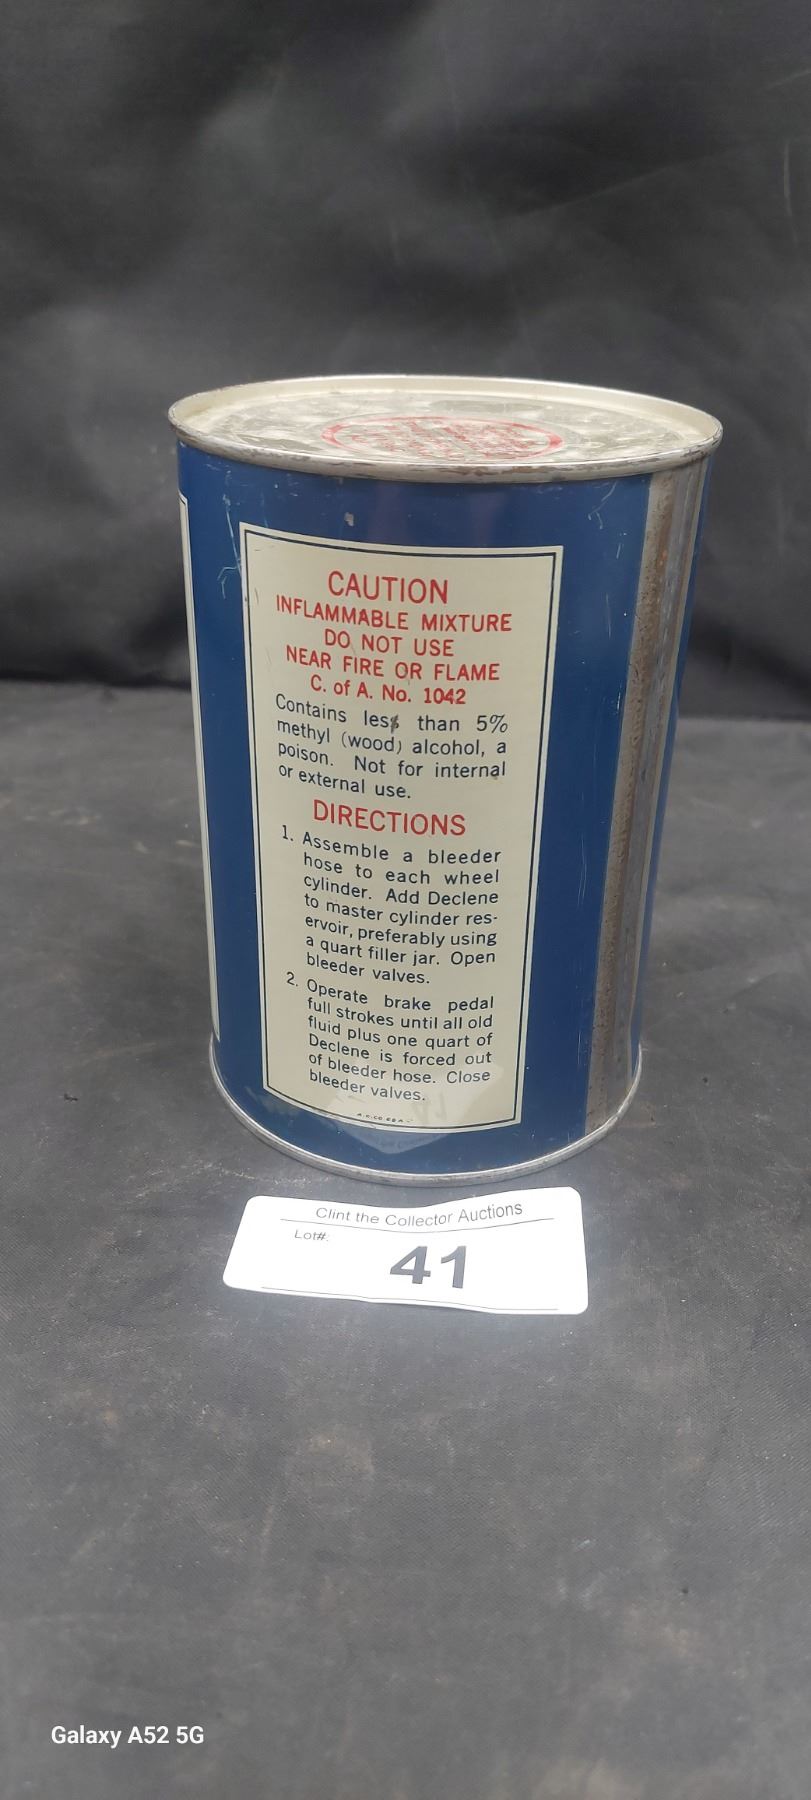 CAUTION
INFLAMMABLE MIXTURE
DO NOT USE
NEAR FIRE OR FLAME
C. of A. No. 1042
Contains less than 5%
methyl (wood) alcohol, a
poison. Not for internal
or external use.
DIRECTIONS
1. Assemble a bleeder
hose to each wheel
cylinder. Add Declene
to master cylinder res-
ervoir, preferably using
a quart filler jar. Open
bleeder valves.
2. Operate brake pedal
full strokes until all old
fluid plus one quart of
Declene is forced out
of bleeder hose. Close
bleeder valves.
Clint the Collector Auctions
Lot#:
41
Galaxy A52 5G